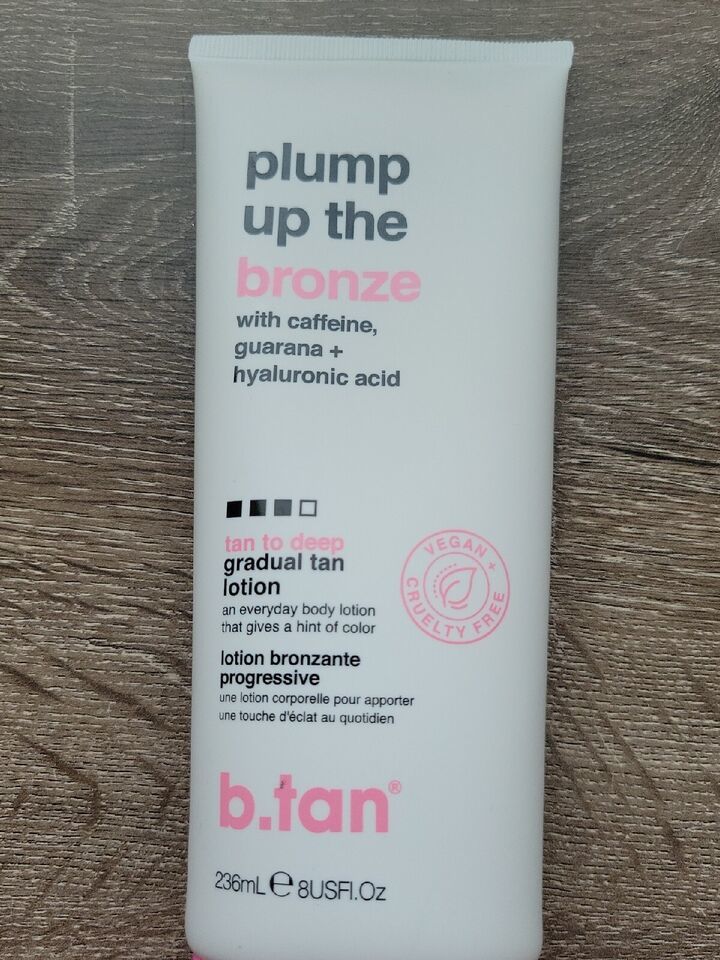 plump
up the
bronze
with caffeine,
guarana +
hyaluronic acid
tan to deep
gradual tan
lotion
an everyday body lotion
that gives a hint of color
VEGAN +
CRUELTY FREE
lotion bronzante
progressive
une lotion corporelle pour apporter
une touche d'éclat au quotidien
b.tan®
236mL ℮ 8USFl.Oz